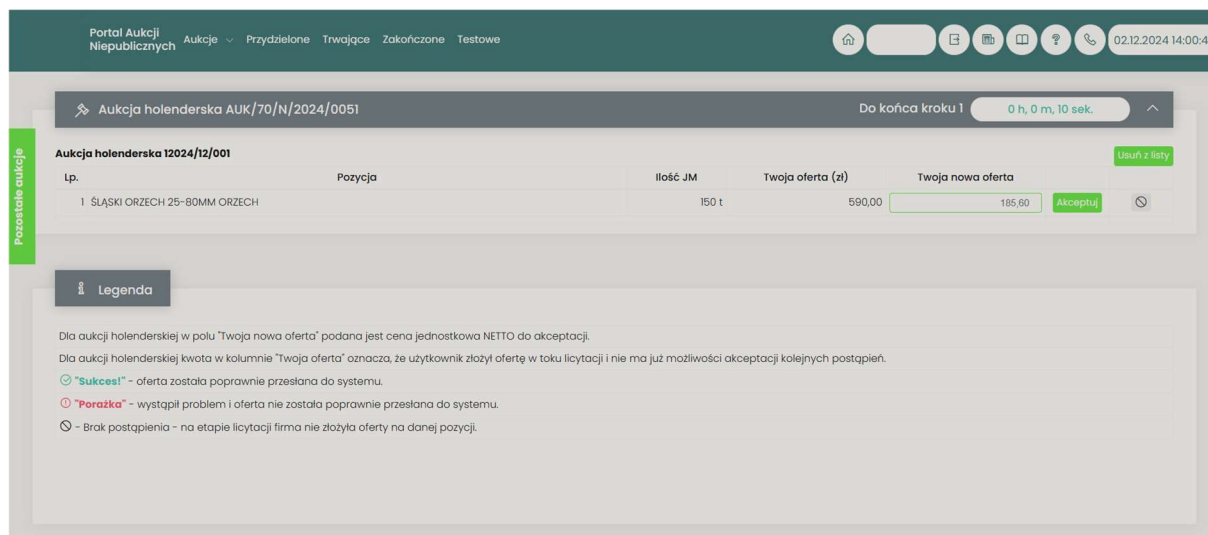 Portal Aukcji
Niepublicznych
Aukcje Przydzielone Trwające Zakończone Testowe
02.12.2024 14:00:4
Aukcja holenderska AUK/70/N/2024/0051 Do końca kroku 1 0 h, 0 m, 10 sek.
Pozostałe aukcje
Aukcja holenderska 12024/12/001 Usuń z listy
Lp. Pozycja Ilość JM Twoja oferta (zł) Twoja nowa oferta
1 ŚLĄSKI ORZECH 25-80MM ORZECH 150 t 590,00 185,60 Akceptuj
Legenda
Dla aukcji holenderskiej w polu "Twoja nowa oferta" podana jest cena jednostkowa NETTO do akceptacji.
Dla aukcji holenderskiej kwota w kolumnie "Twoja oferta" oznacza, że użytkownik złożył ofertę w toku licytacji i nie ma już możliwości akceptacji kolejnych postąpień.
"Sukces!" - oferta została poprawnie przesłana do systemu.
"Porażka" - wystąpił problem i oferta nie została poprawnie przesłana do systemu.
- Brak postąpienia - na etapie licytacji firma nie złożyła oferty na danej pozycji.